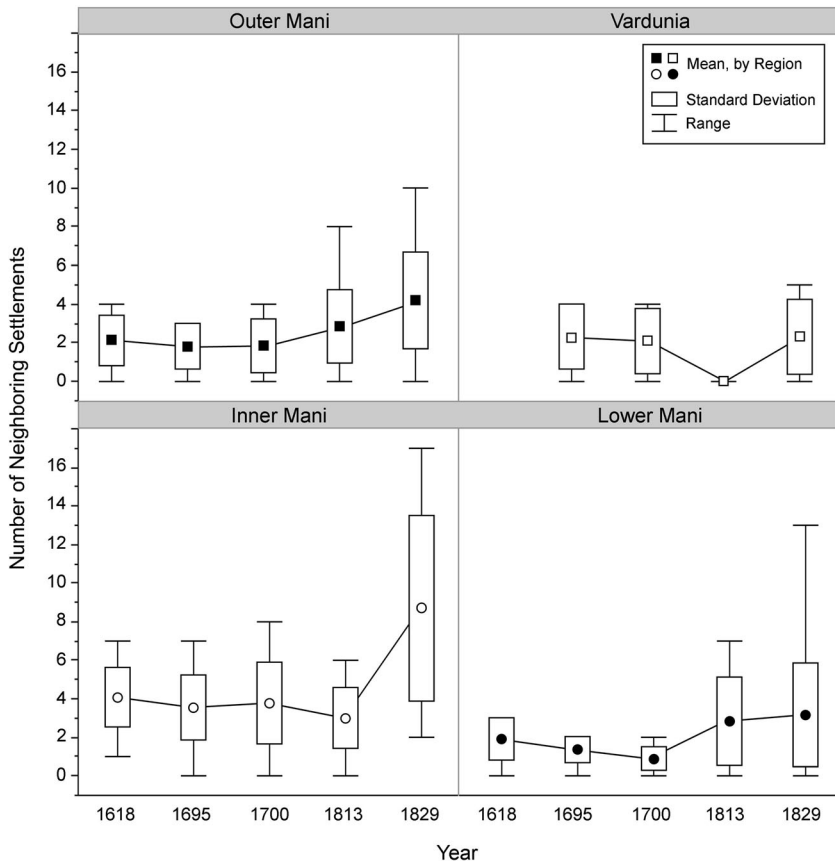 Outer Mani
Vardunia
Mean, by Region
Standard Deviation
Range
16
14
12
10
8
6
4
2
0
Number of Neighboring Settlements
Inner Mani
Lower Mani
16
14
12
10
8
6
4
2
0
1618 1695 1700 1813 1829
1618 1695 1700 1813 1829
Year